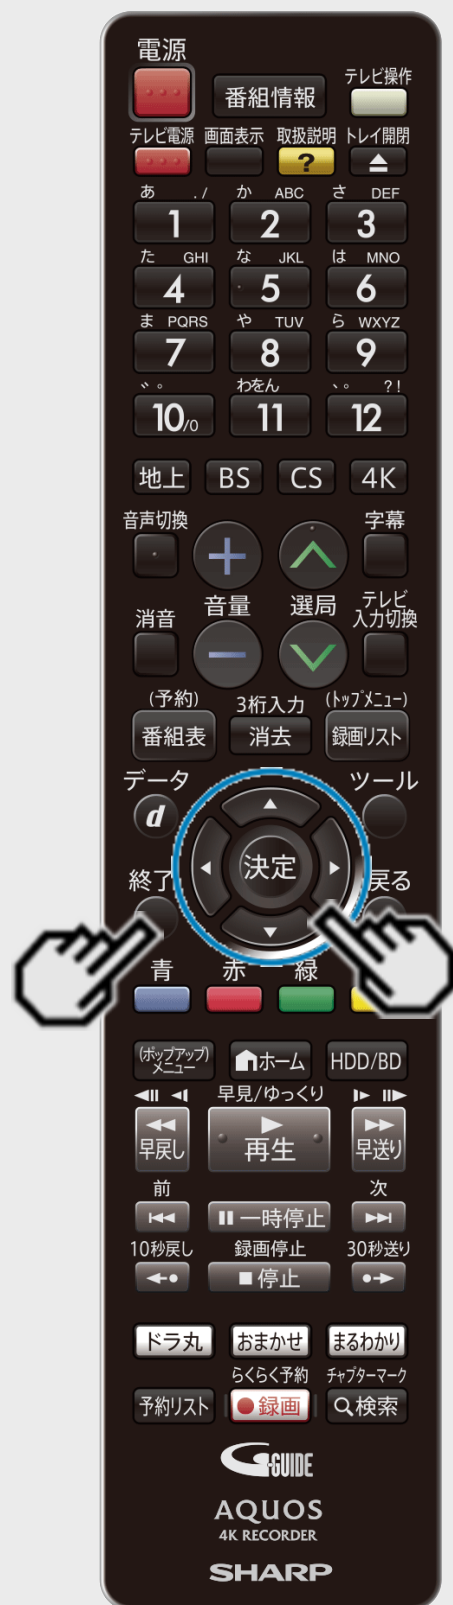 電源
番組情報
テレビ操作
テレビ電源 画面表示 取扱説明 トレイ開閉
?
あ ./ か ABC さ DEF
1 2 3
た GHI な JKL は MNO
4 5 6
ま PQRS や TUV ら WXYZ
7 8 9
゛゜ わをん 、。 ?!
10/0 11 12
地上 BS CS 4K
音声切換 字幕
消音 音量 選局 テレビ
入力切換
(予約) 3桁入力 (トップメニュー)
番組表 消去 録画リスト
データ ツール
d
決定
終了 戻る
青 赤 緑
(ポップアップ)
メニュー
ホーム HDD/BD
早見/ゆっくり
早戻し 再生 早送り
前 次
一時停止
10秒戻し 録画停止 30秒送り
停止
ドラ丸 おまかせ まるわかり
らくらく予約 チャプターマーク
予約リスト 録画 検索
G-GUIDE
AQUOS
4K RECORDER
SHARP